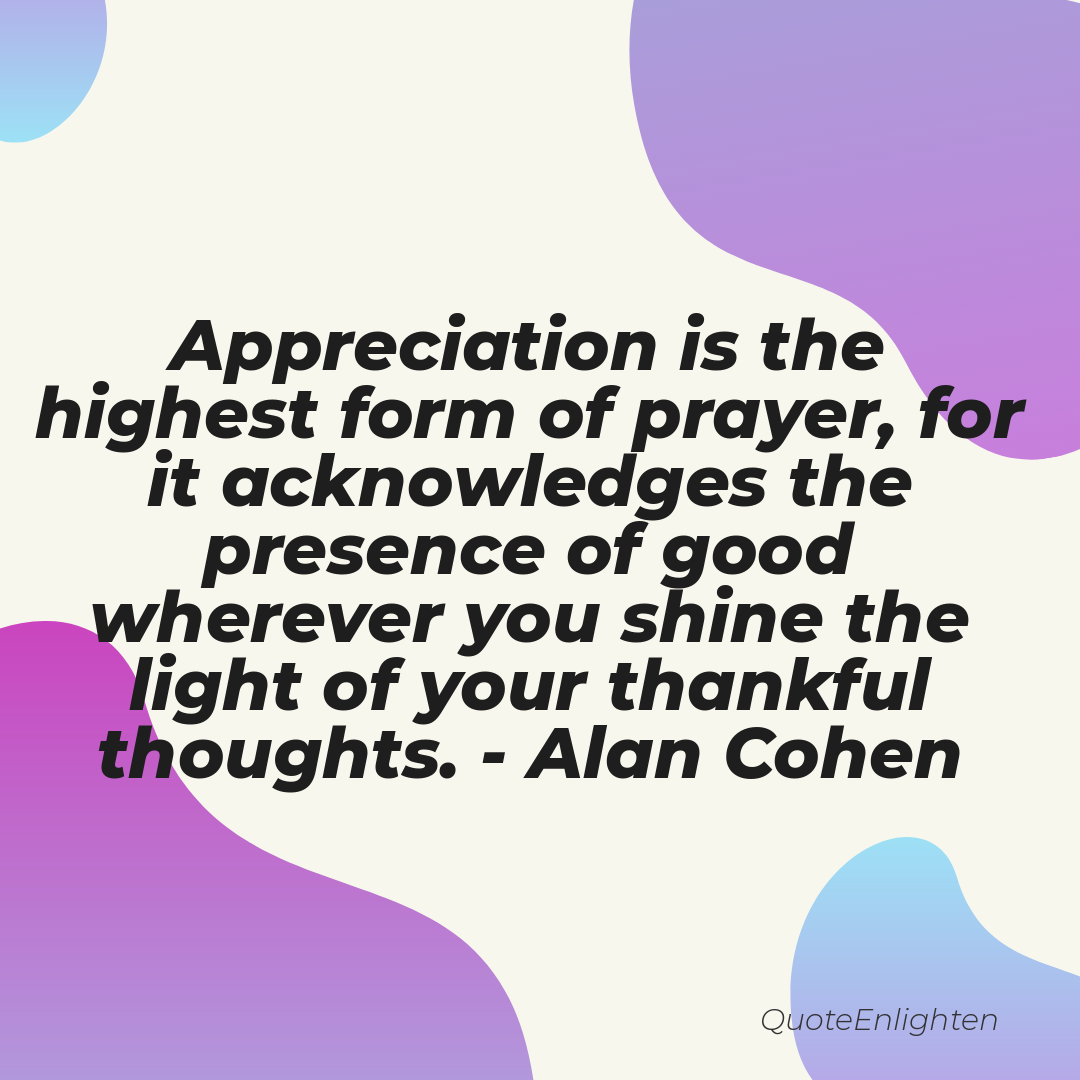 Appreciation is the
highest form of prayer, for
it acknowledges the
presence of good
wherever you shine the
light of your thankful
thoughts. - Alan Cohen
QuoteEnlighten